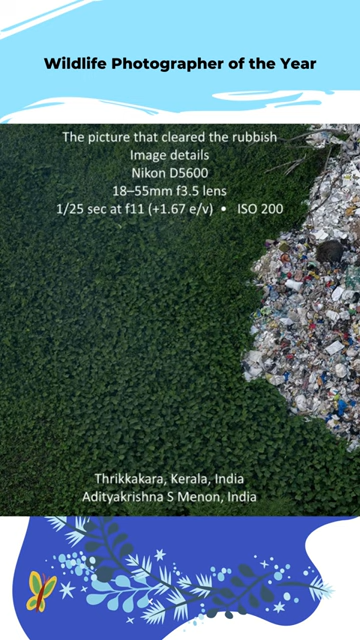 Wildlife Photographer of the Year
The picture that cleared the rubbish
Image details
Nikon D5600
18–55mm f3.5 lens
1/25 sec at f11 (+1.67 e/v)  •  ISO 200
Thrikkakara, Kerala, India
Adityakrishna S Menon, India